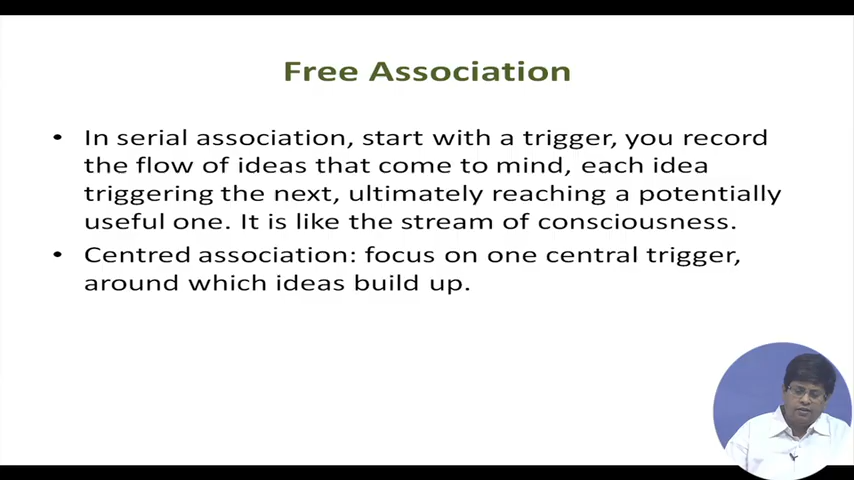 Free Association
• In serial association, start with a trigger, you record
the flow of ideas that come to mind, each idea
triggering the next, ultimately reaching a potentially
useful one. It is like the stream of consciousness.
• Centred association: focus on one central trigger,
around which ideas build up.